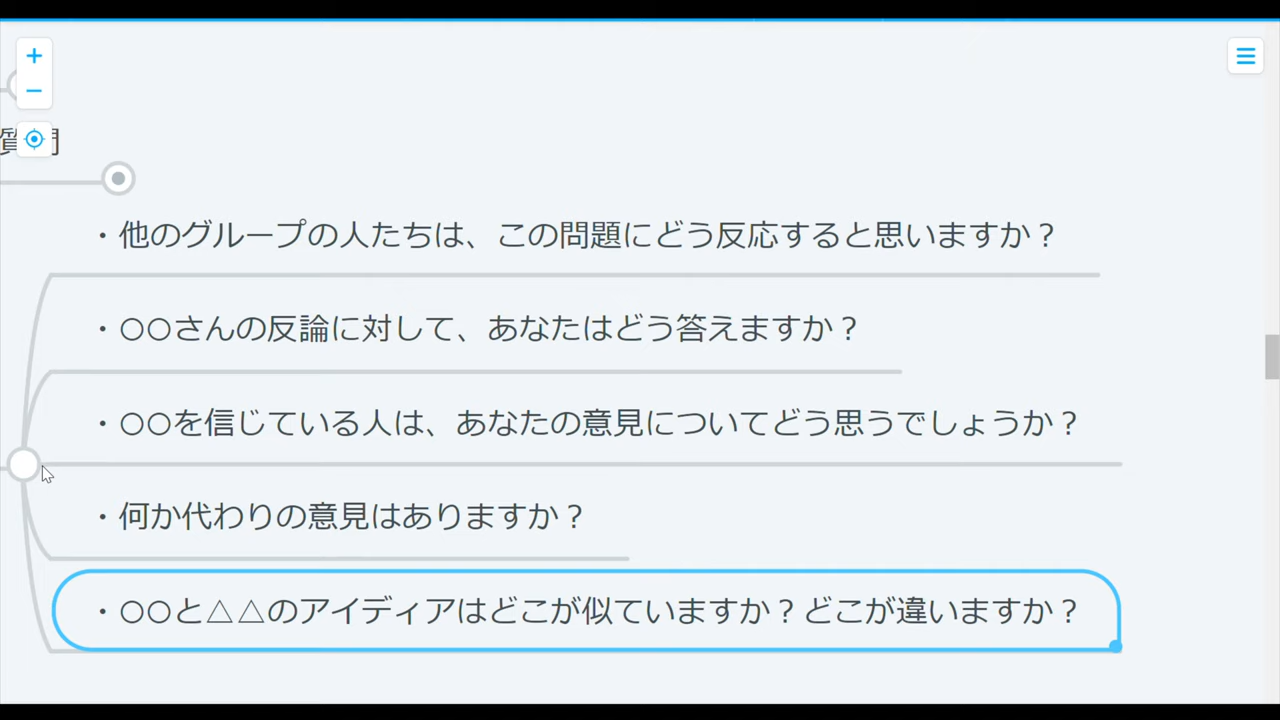 質問
・他のグループの人たちは、この問題にどう反応すると思いますか？
・○○さんの反論に対して、あなたはどう答えますか？
・○○を信じている人は、あなたの意見についてどう思うでしょうか？
・何か代わりの意見はありますか？
・○○と△△のアイディアはどこが似ていますか？どこが違いますか？